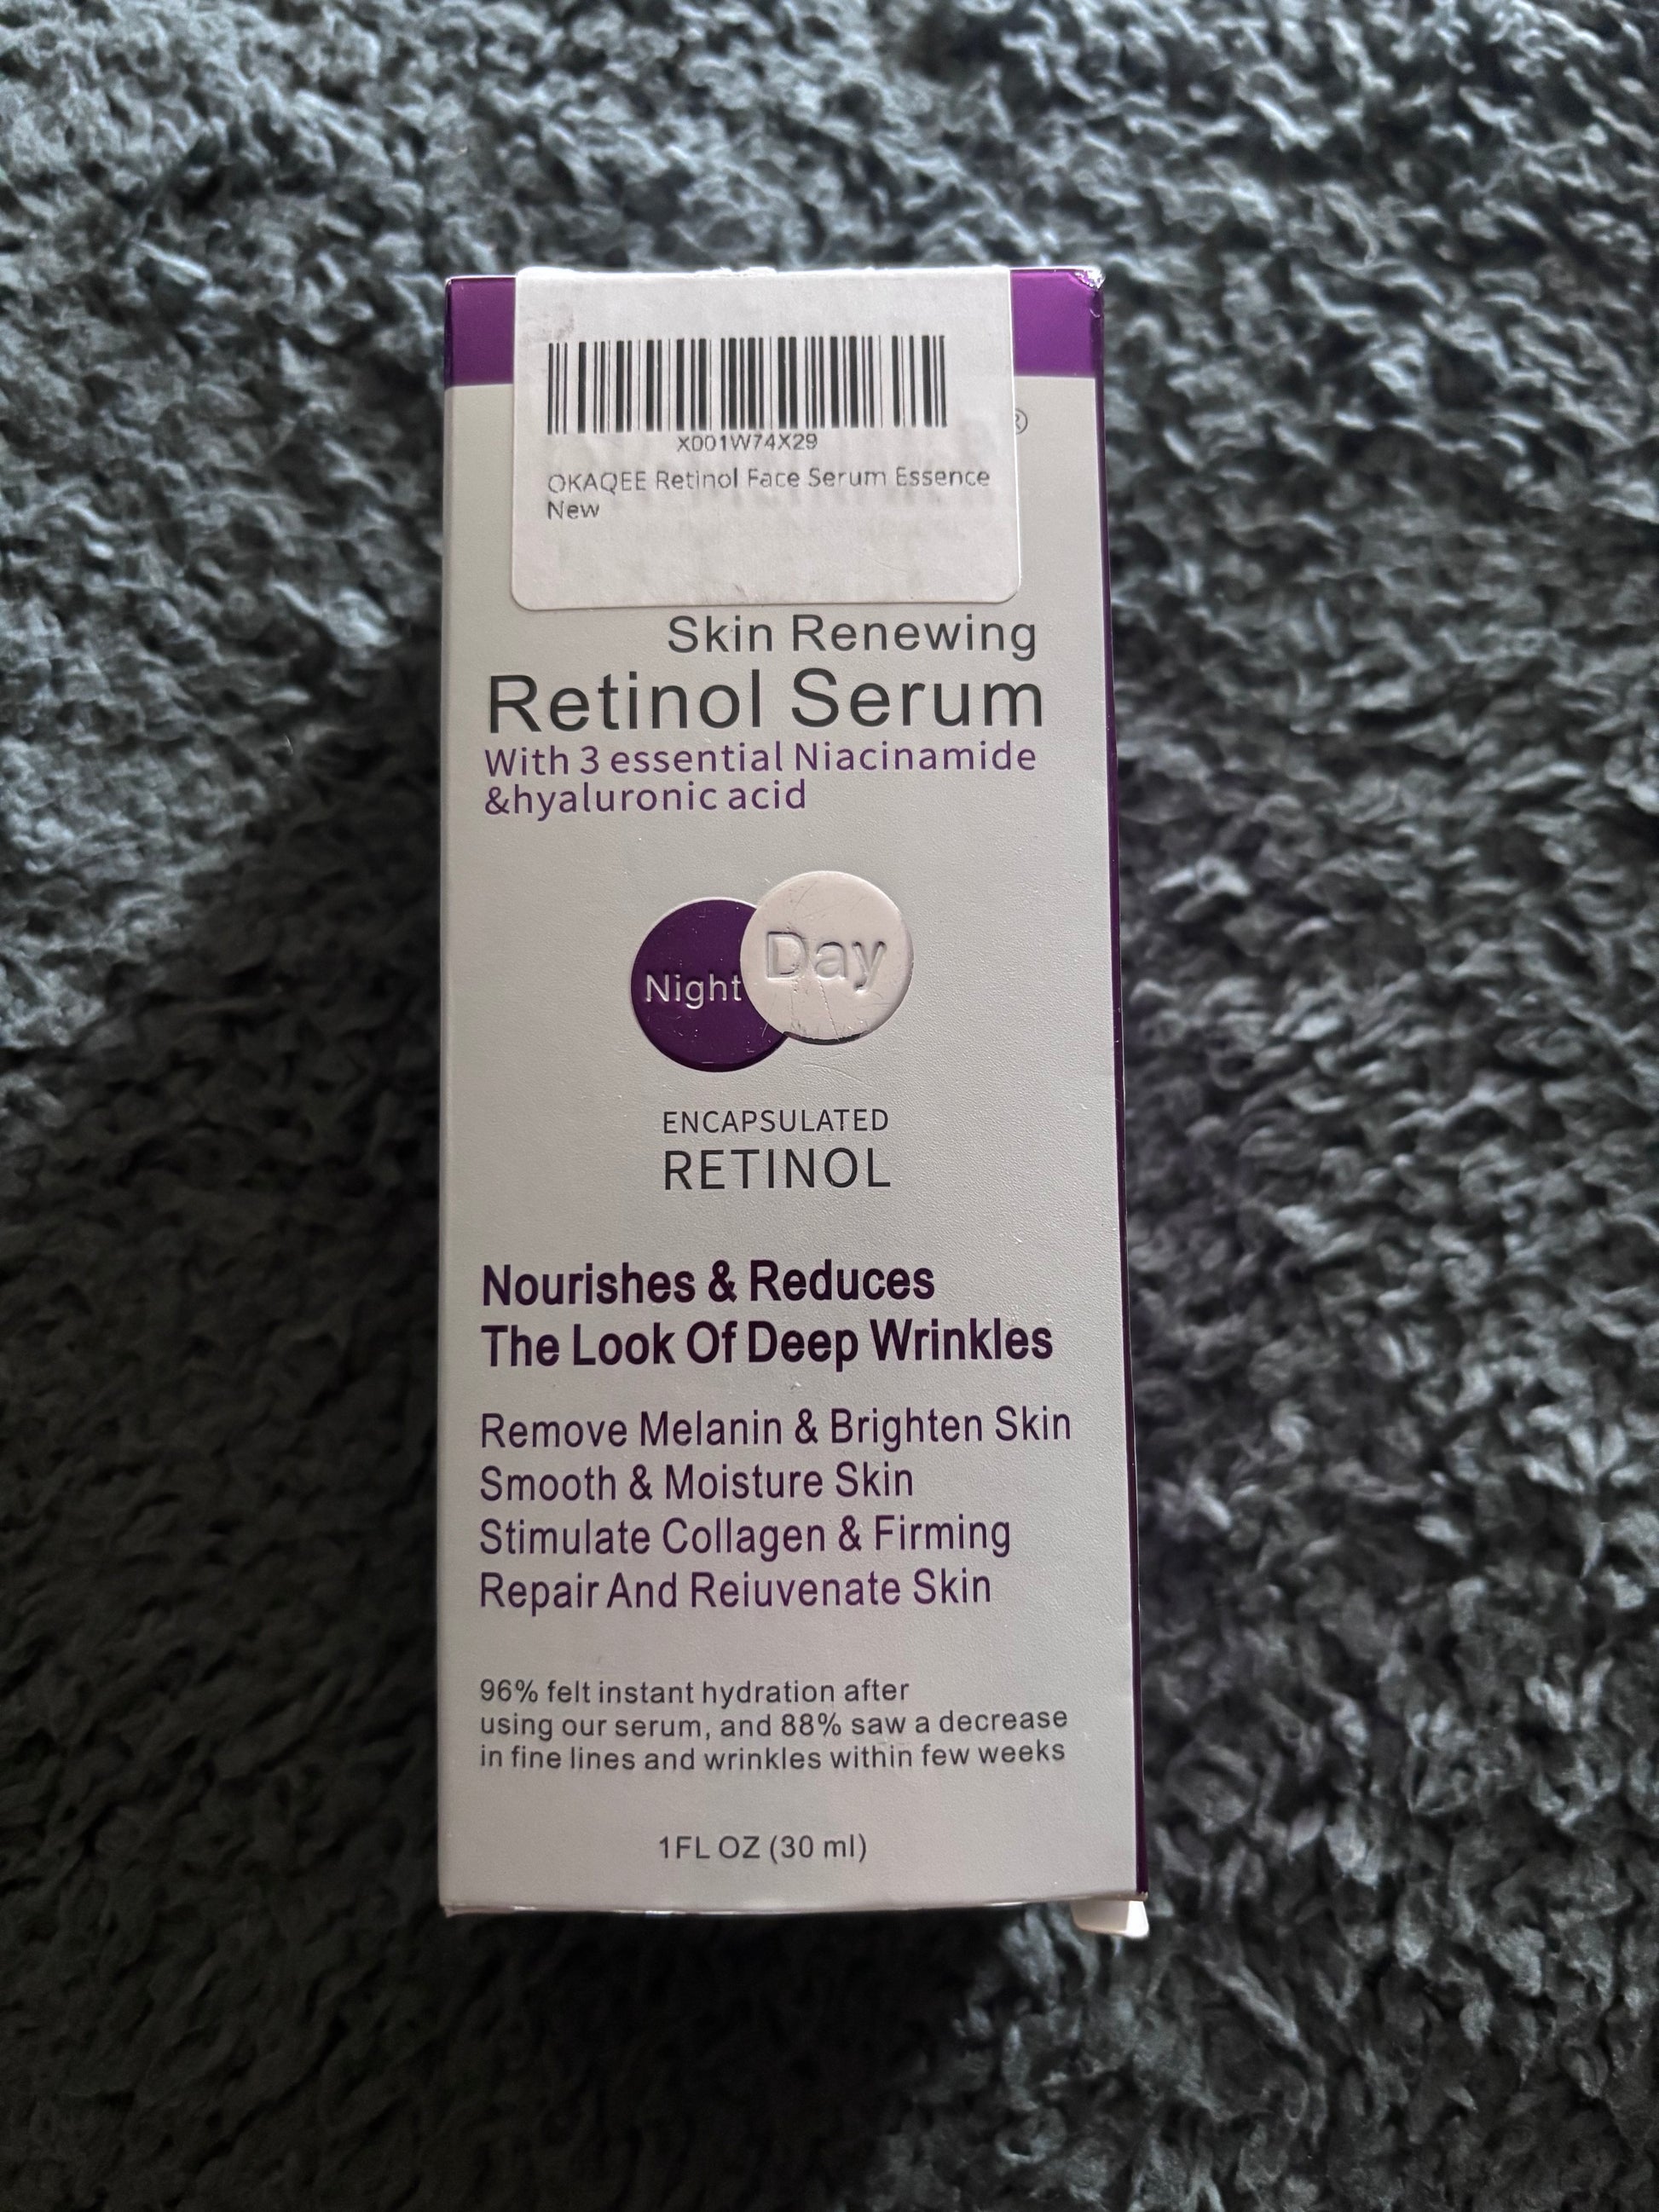 X001W74X29
OKAQEE Retinol Face Serum Essence
New
®
Skin Renewing
Retinol Serum
With 3 essential Niacinamide
&hyaluronic acid
Night
Day
ENCAPSULATED
RETINOL
Nourishes & Reduces
The Look Of Deep Wrinkles
Remove Melanin & Brighten Skin
Smooth & Moisture Skin
Stimulate Collagen & Firming
Repair And Reiuvenate Skin
96% felt instant hydration after
using our serum, and 88% saw a decrease
in fine lines and wrinkles within few weeks
1FL OZ (30 ml)